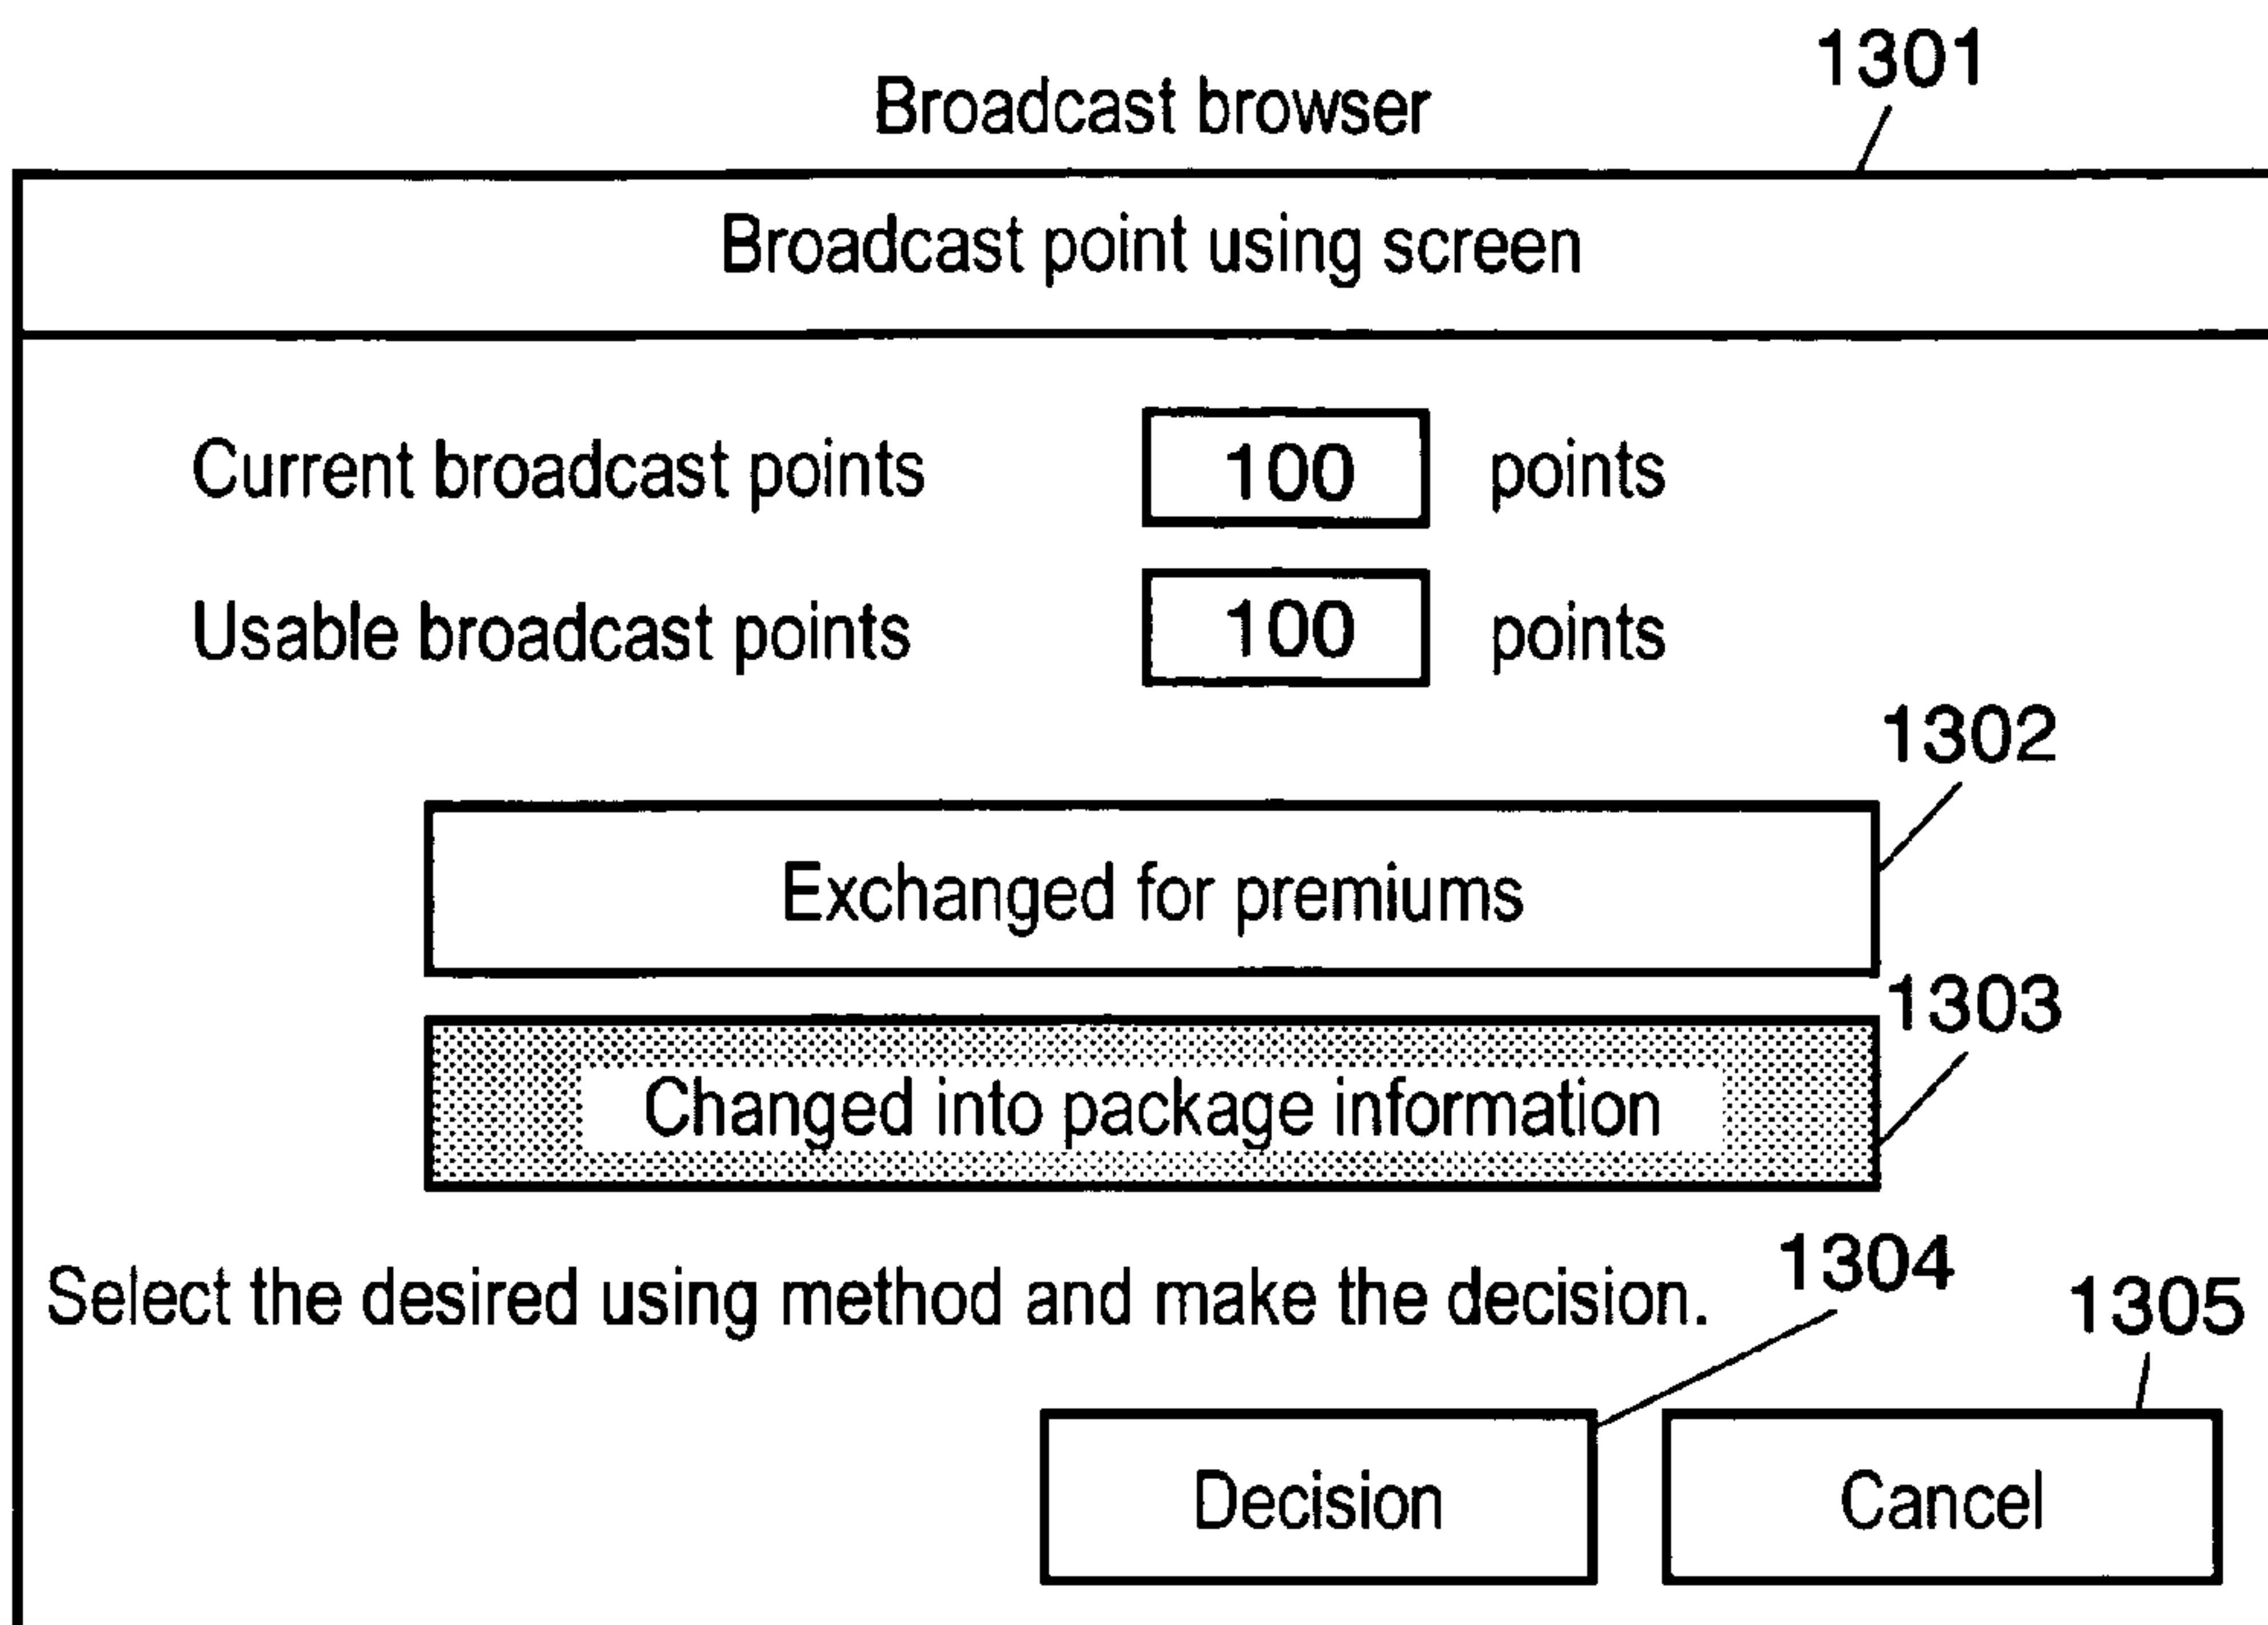 1301
Broadcast browser
Broadcast point using screen
Current broadcast points 100 points
Usable broadcast points 100 points
1302
Exchanged for premiums
1303
Changed into package information
1304
Select the desired using method and make the decision.
1305
Decision Cancel